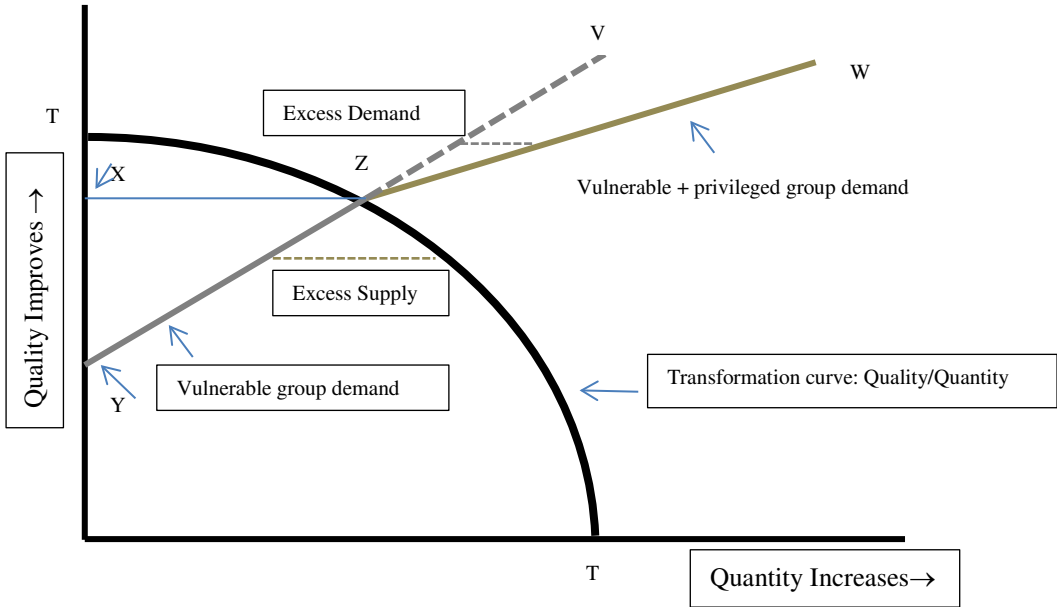 V
W
T
Excess Demand
Z
X
Vulnerable + privileged group demand
Quality Improves →
Excess Supply
Vulnerable group demand
Transformation curve: Quality/Quantity
Y
T
Quantity Increases→